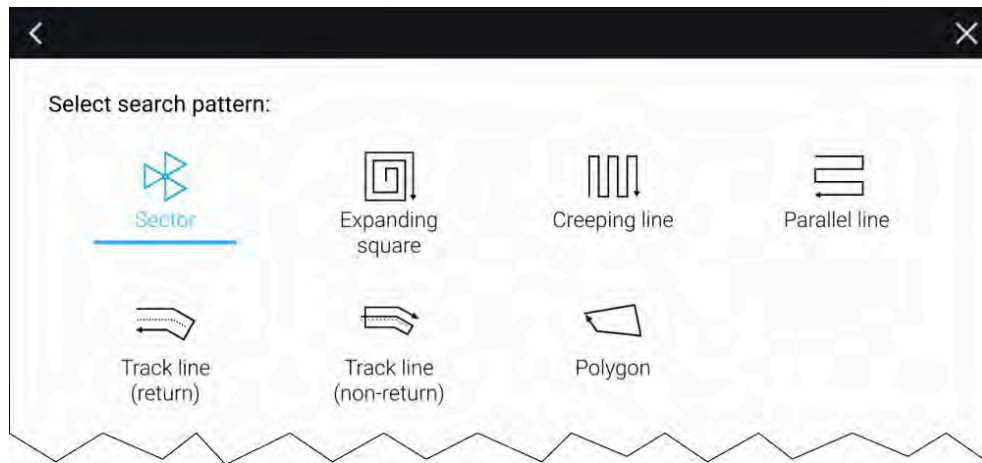 Select search pattern:
Sector
Expanding
square
Creeping line
Parallel line
Track line
(return)
Track line
(non-return)
Polygon